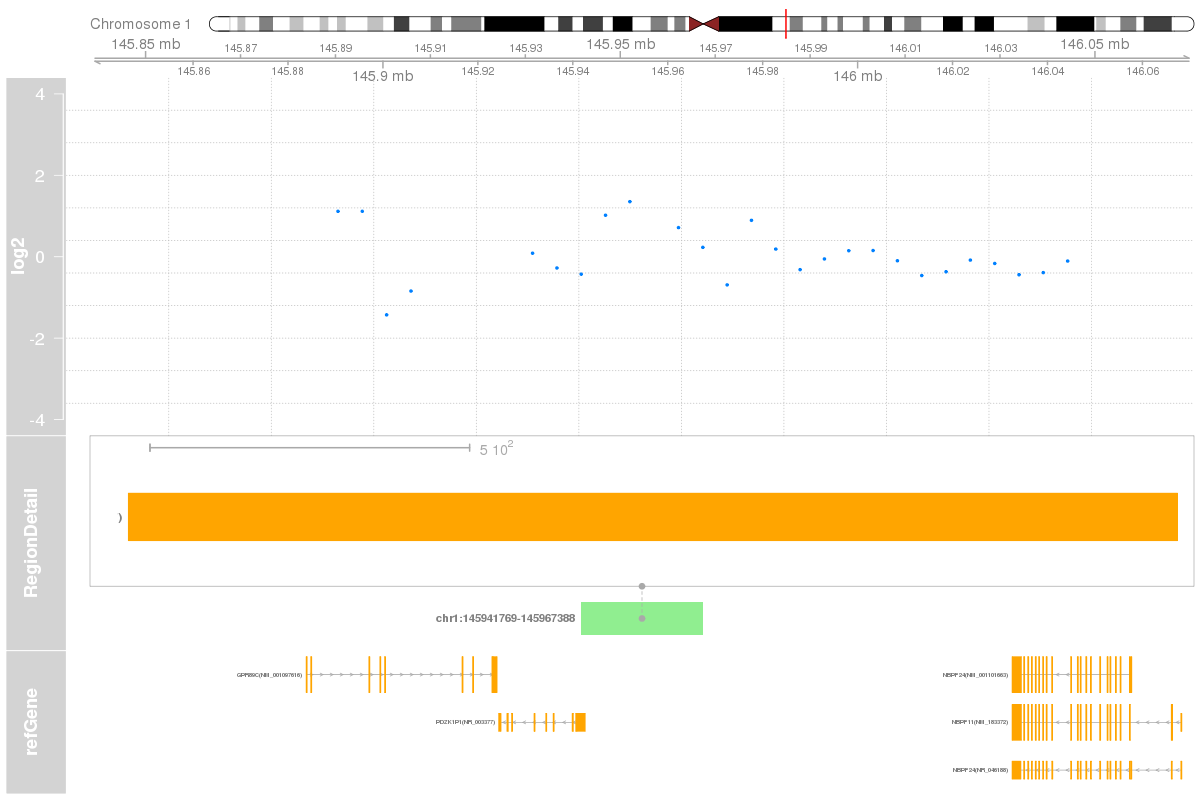 Chromosome 1
145.85 mb 145.87 145.89 145.91 145.93 145.95 mb 145.97 145.99 146.01 146.03 146.05 mb
145.86 145.88 145.9 mb 145.92 145.94 145.96 145.98 146 mb 146.02 146.04 146.06
log2
4
2
0
-2
-4
RegionDetail
5 10²
)
chr1:145941769-145967388
refGene
GPR89C(NM_001097616)
NBPF24(NM_001101663)
PDZK1P1(NR_003377)
NBPF11(NM_183372)
NBPF24(NR_046188)